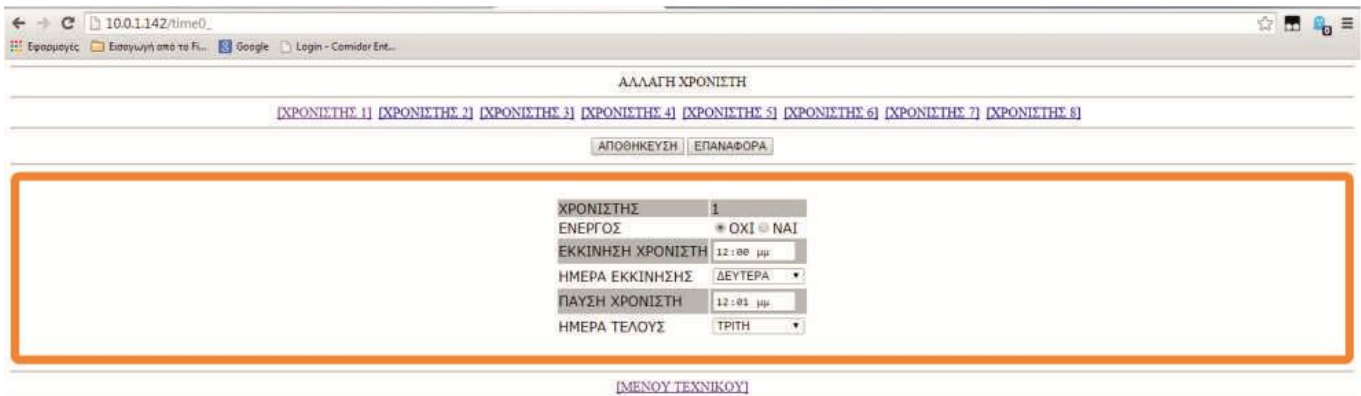 10.0.1.142/time0_
Εφαρμογές Εισαγωγή από το Fi... Google Login - Comidor Ent...
ΑΛΛΑΓΗ ΧΡΟΝΙΣΤΗ
[ΧΡΟΝΙΣΤΗΣ 1] [ΧΡΟΝΙΣΤΗΣ 2] [ΧΡΟΝΙΣΤΗΣ 3] [ΧΡΟΝΙΣΤΗΣ 4] [ΧΡΟΝΙΣΤΗΣ 5] [ΧΡΟΝΙΣΤΗΣ 6] [ΧΡΟΝΙΣΤΗΣ 7] [ΧΡΟΝΙΣΤΗΣ 8]
ΑΠΟΘΗΚΕΥΣΗ ΕΠΑΝΑΦΟΡΑ
ΧΡΟΝΙΣΤΗΣ 1
ΕΝΕΡΓΟΣ ΟΧΙ ΝΑΙ
ΕΚΚΙΝΗΣΗ ΧΡΟΝΙΣΤΗ 12:00 μμ
ΗΜΕΡΑ ΕΚΚΙΝΗΣΗΣ ΔΕΥΤΕΡΑ
ΠΑΥΣΗ ΧΡΟΝΙΣΤΗ 12:01 μμ
ΗΜΕΡΑ ΤΕΛΟΥΣ ΤΡΙΤΗ
[ΜΕΝΟΥ ΤΕΧΝΙΚΟΥ]